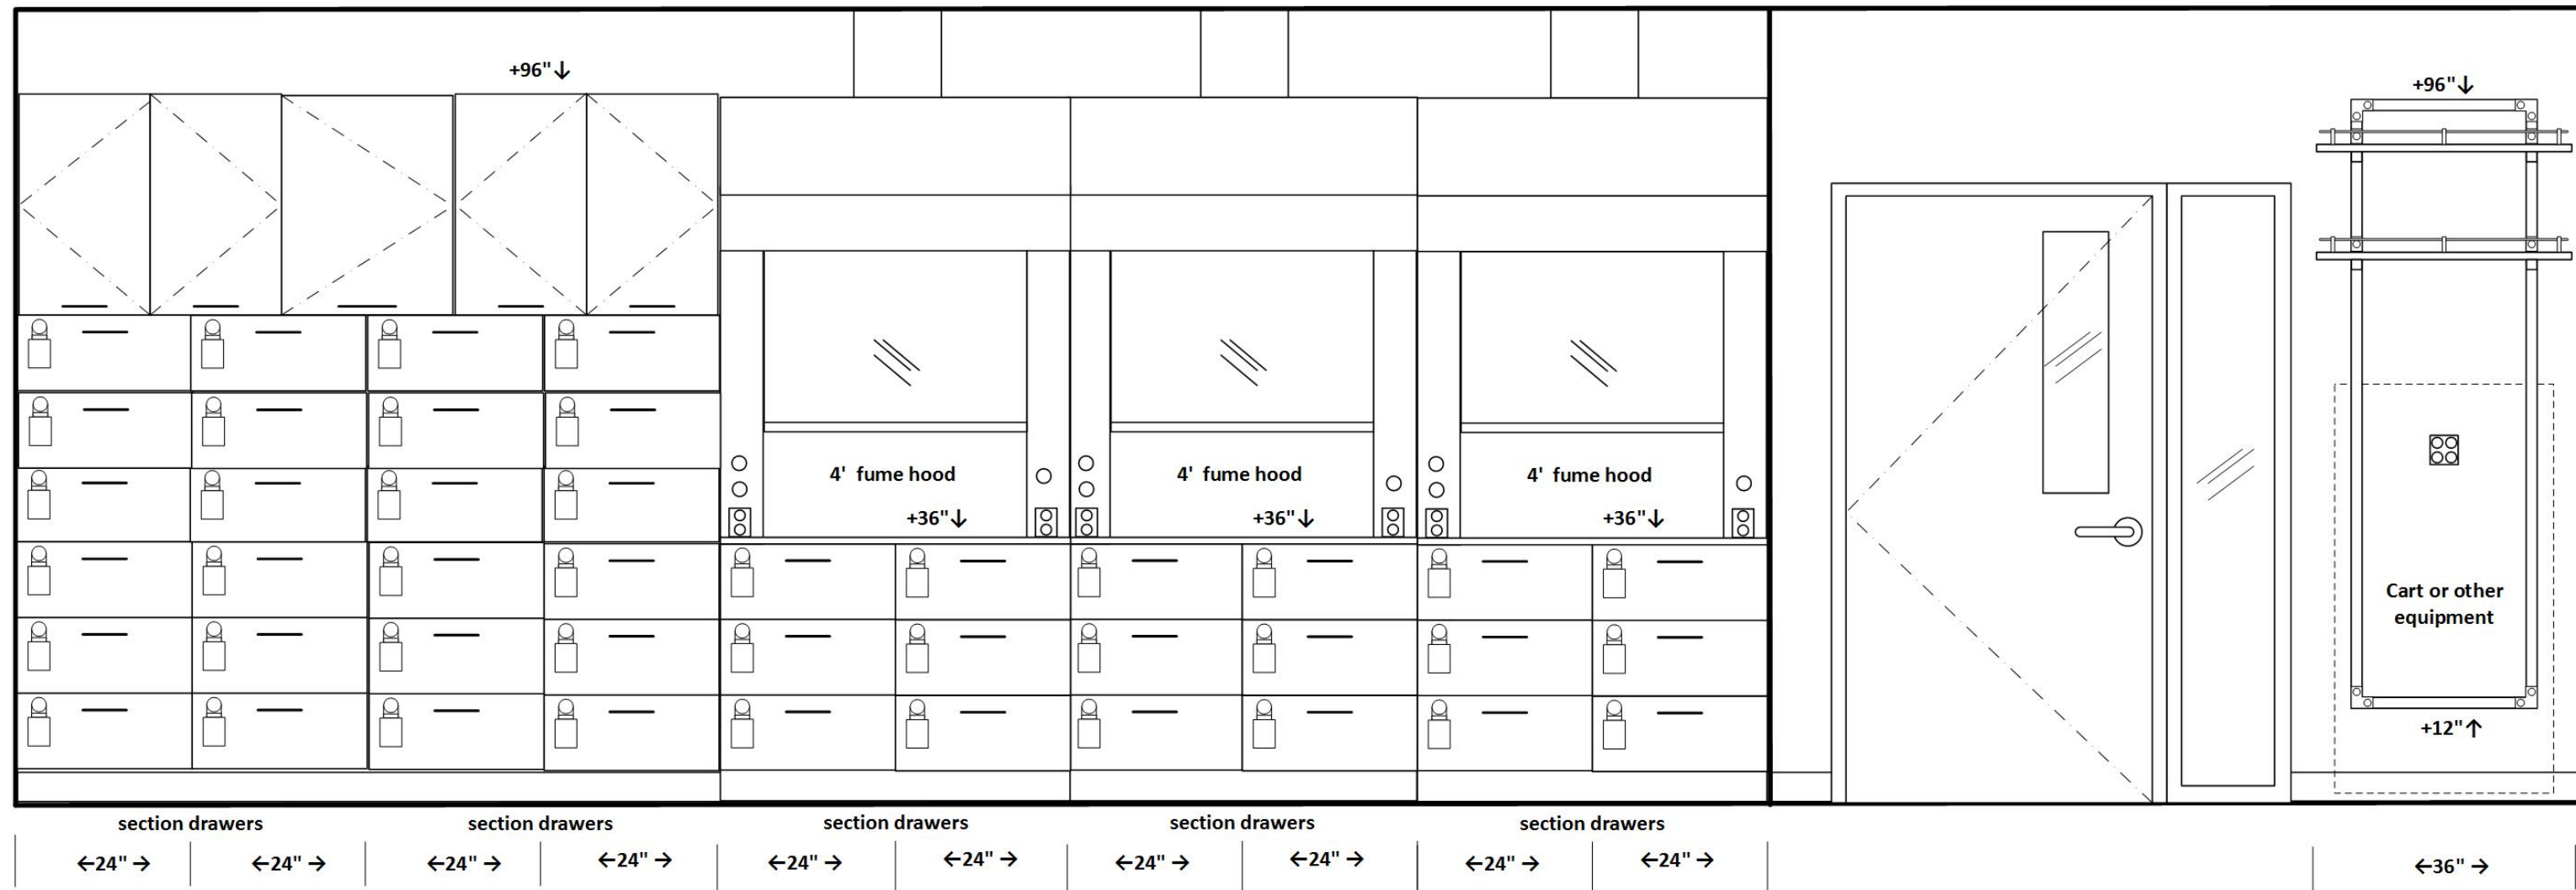 +96"↓
+96"↓
4' fume hood
4' fume hood
4' fume hood
+36"↓
+36"↓
+36"↓
Cart or other
equipment
+12"↑
section drawers
section drawers
section drawers
section drawers
section drawers
←24" →
←24" →
←24" →
←24" →
←24" →
←24" →
←24" →
←24" →
←24" →
←24" →
←36" →